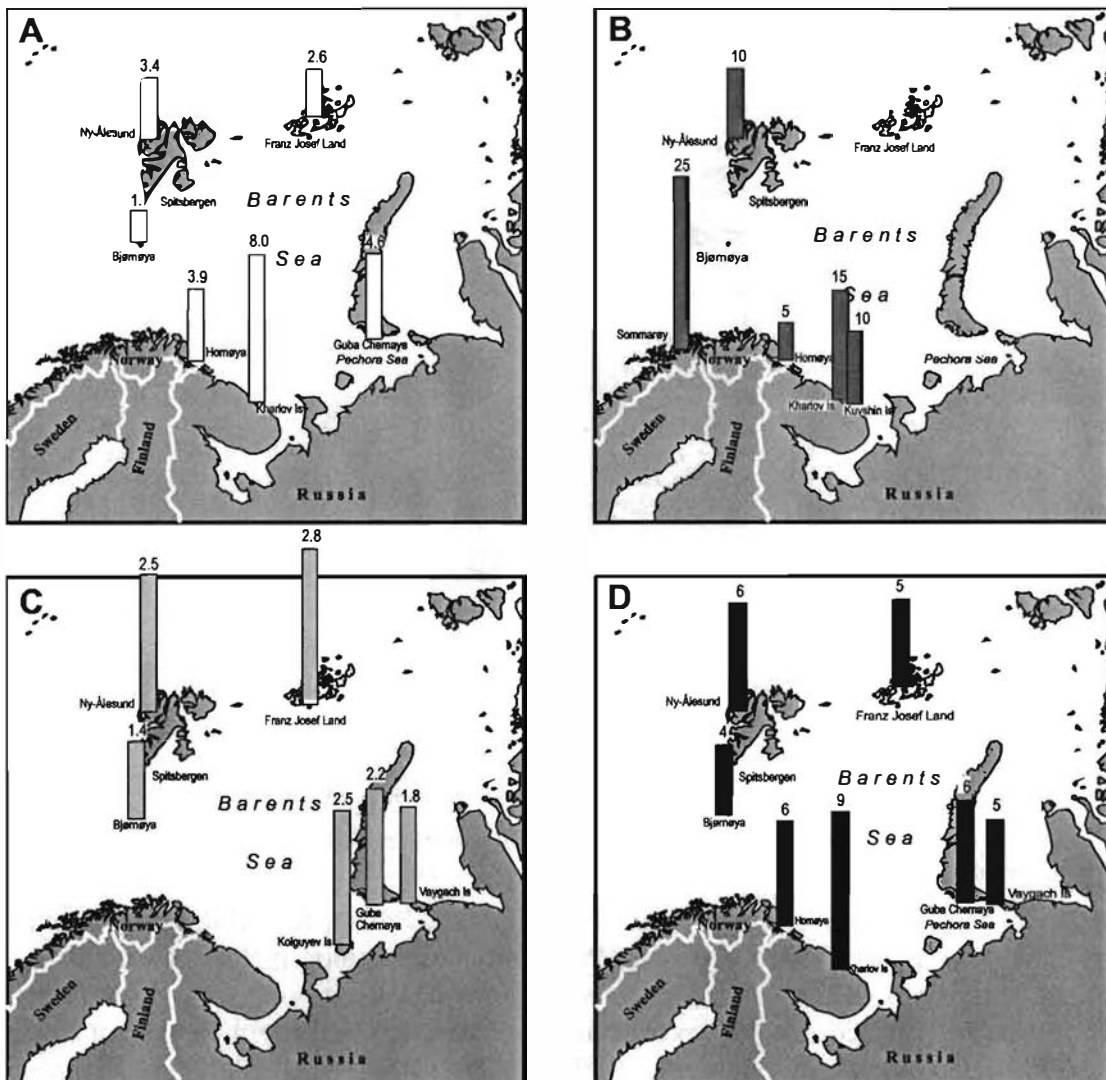 A
3.4
2.6
Ny-Ålesund
Franz Josef Land
Spitsbergen
1.7
Barents
Bjørnøya
Sea
8.0
4.6
3.9
Hornøya
Guba Chernaya
Norway
Pechora Sea
Kharlov Is
Sweden
Finland
Russia
B
10
Ny-Ålesund
Franz Josef Land
25
Spitsbergen
Barents
Bjørnøya
15
Sea
5
10
Sommarøy
Norway
Hornøya
Pechora Sea
Kharlov Is
Kuvshin Is
Sweden
Finland
Russia
C
2.5
2.8
Ny-Ålesund
Franz Josef Land
1.4
Spitsbergen
2.2
Barents
2.5
1.8
Bjørnøya
Sea
Vaygach Is
Guba
Chernaya
Norway
Kolguyev Is
Sweden
Finland
Russia
D
6
5
Ny-Ålesund
Franz Josef Land
4
Spitsbergen
Barents
6
Bjørnøya
6
9
5
Sea
Vaygach Is
Guba Chernaya
Hornøya
Norway
Pechora Sea
Kharlov Is
Sweden
Finland
Russia